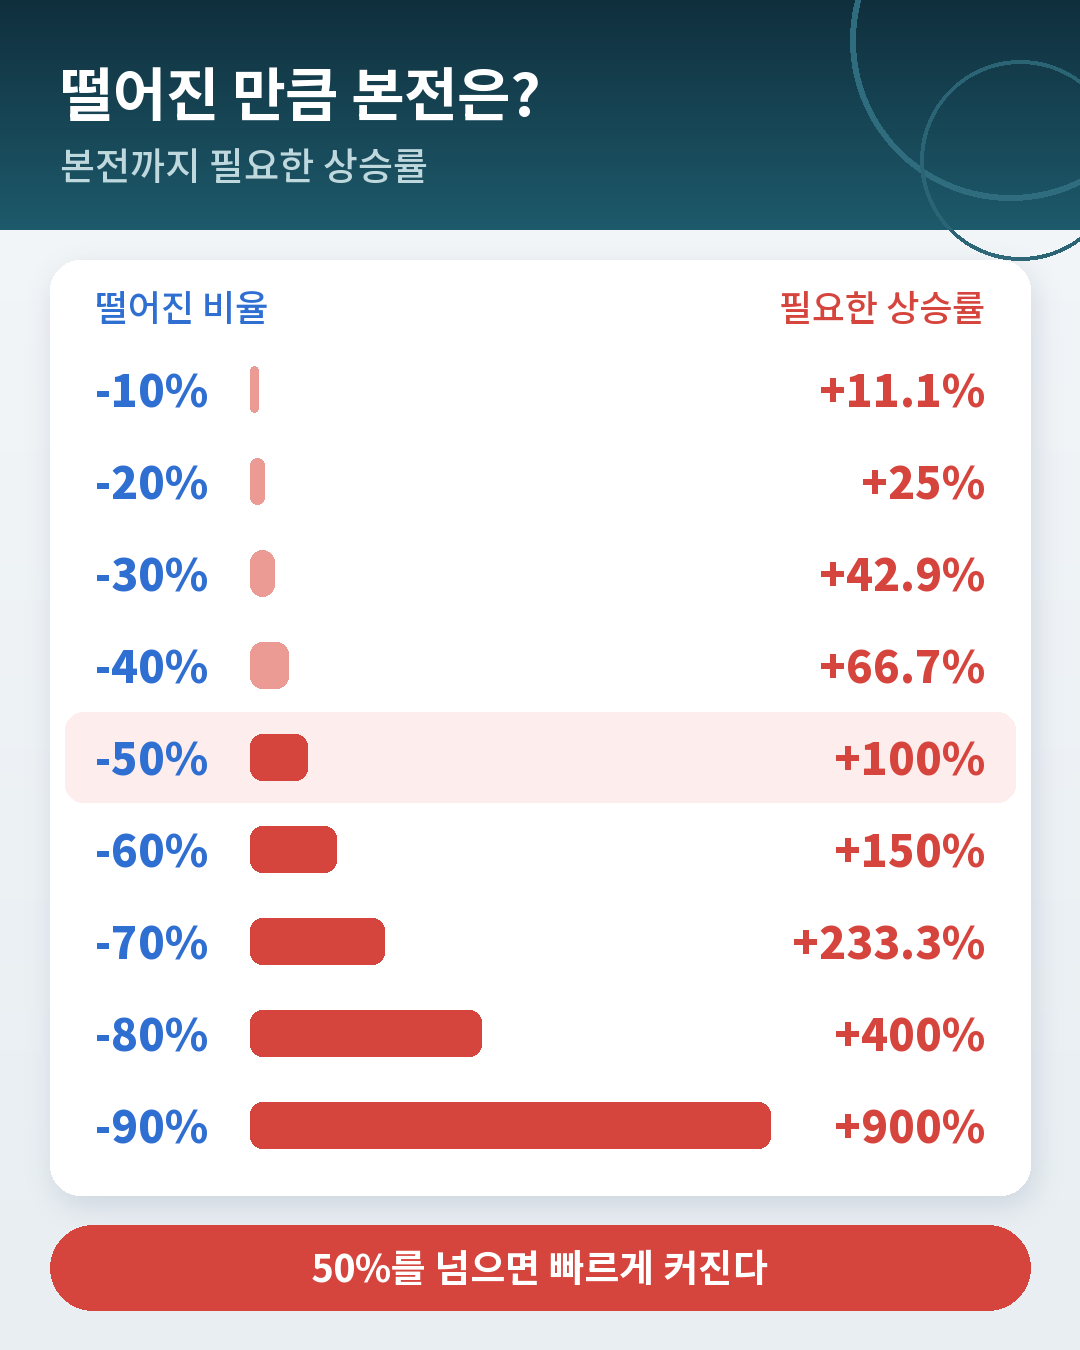 떨어진 만큼 본전은?
본전까지 필요한 상승률
떨어진 비율 필요한 상승률
-10% +11.1%
-20% +25%
-30% +42.9%
-40% +66.7%
-50% +100%
-60% +150%
-70% +233.3%
-80% +400%
-90% +900%
50%를 넘으면 빠르게 커진다